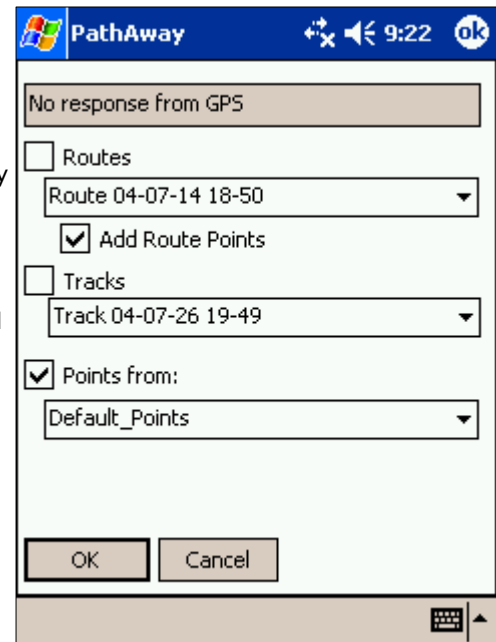 PathAway 9:22 ok
No response from GPS
Routes
y
Route 04-07-14 18-50
Add Route Points
Tracks
Track 04-07-26 19-49
Points from:
Default_Points
OK Cancel